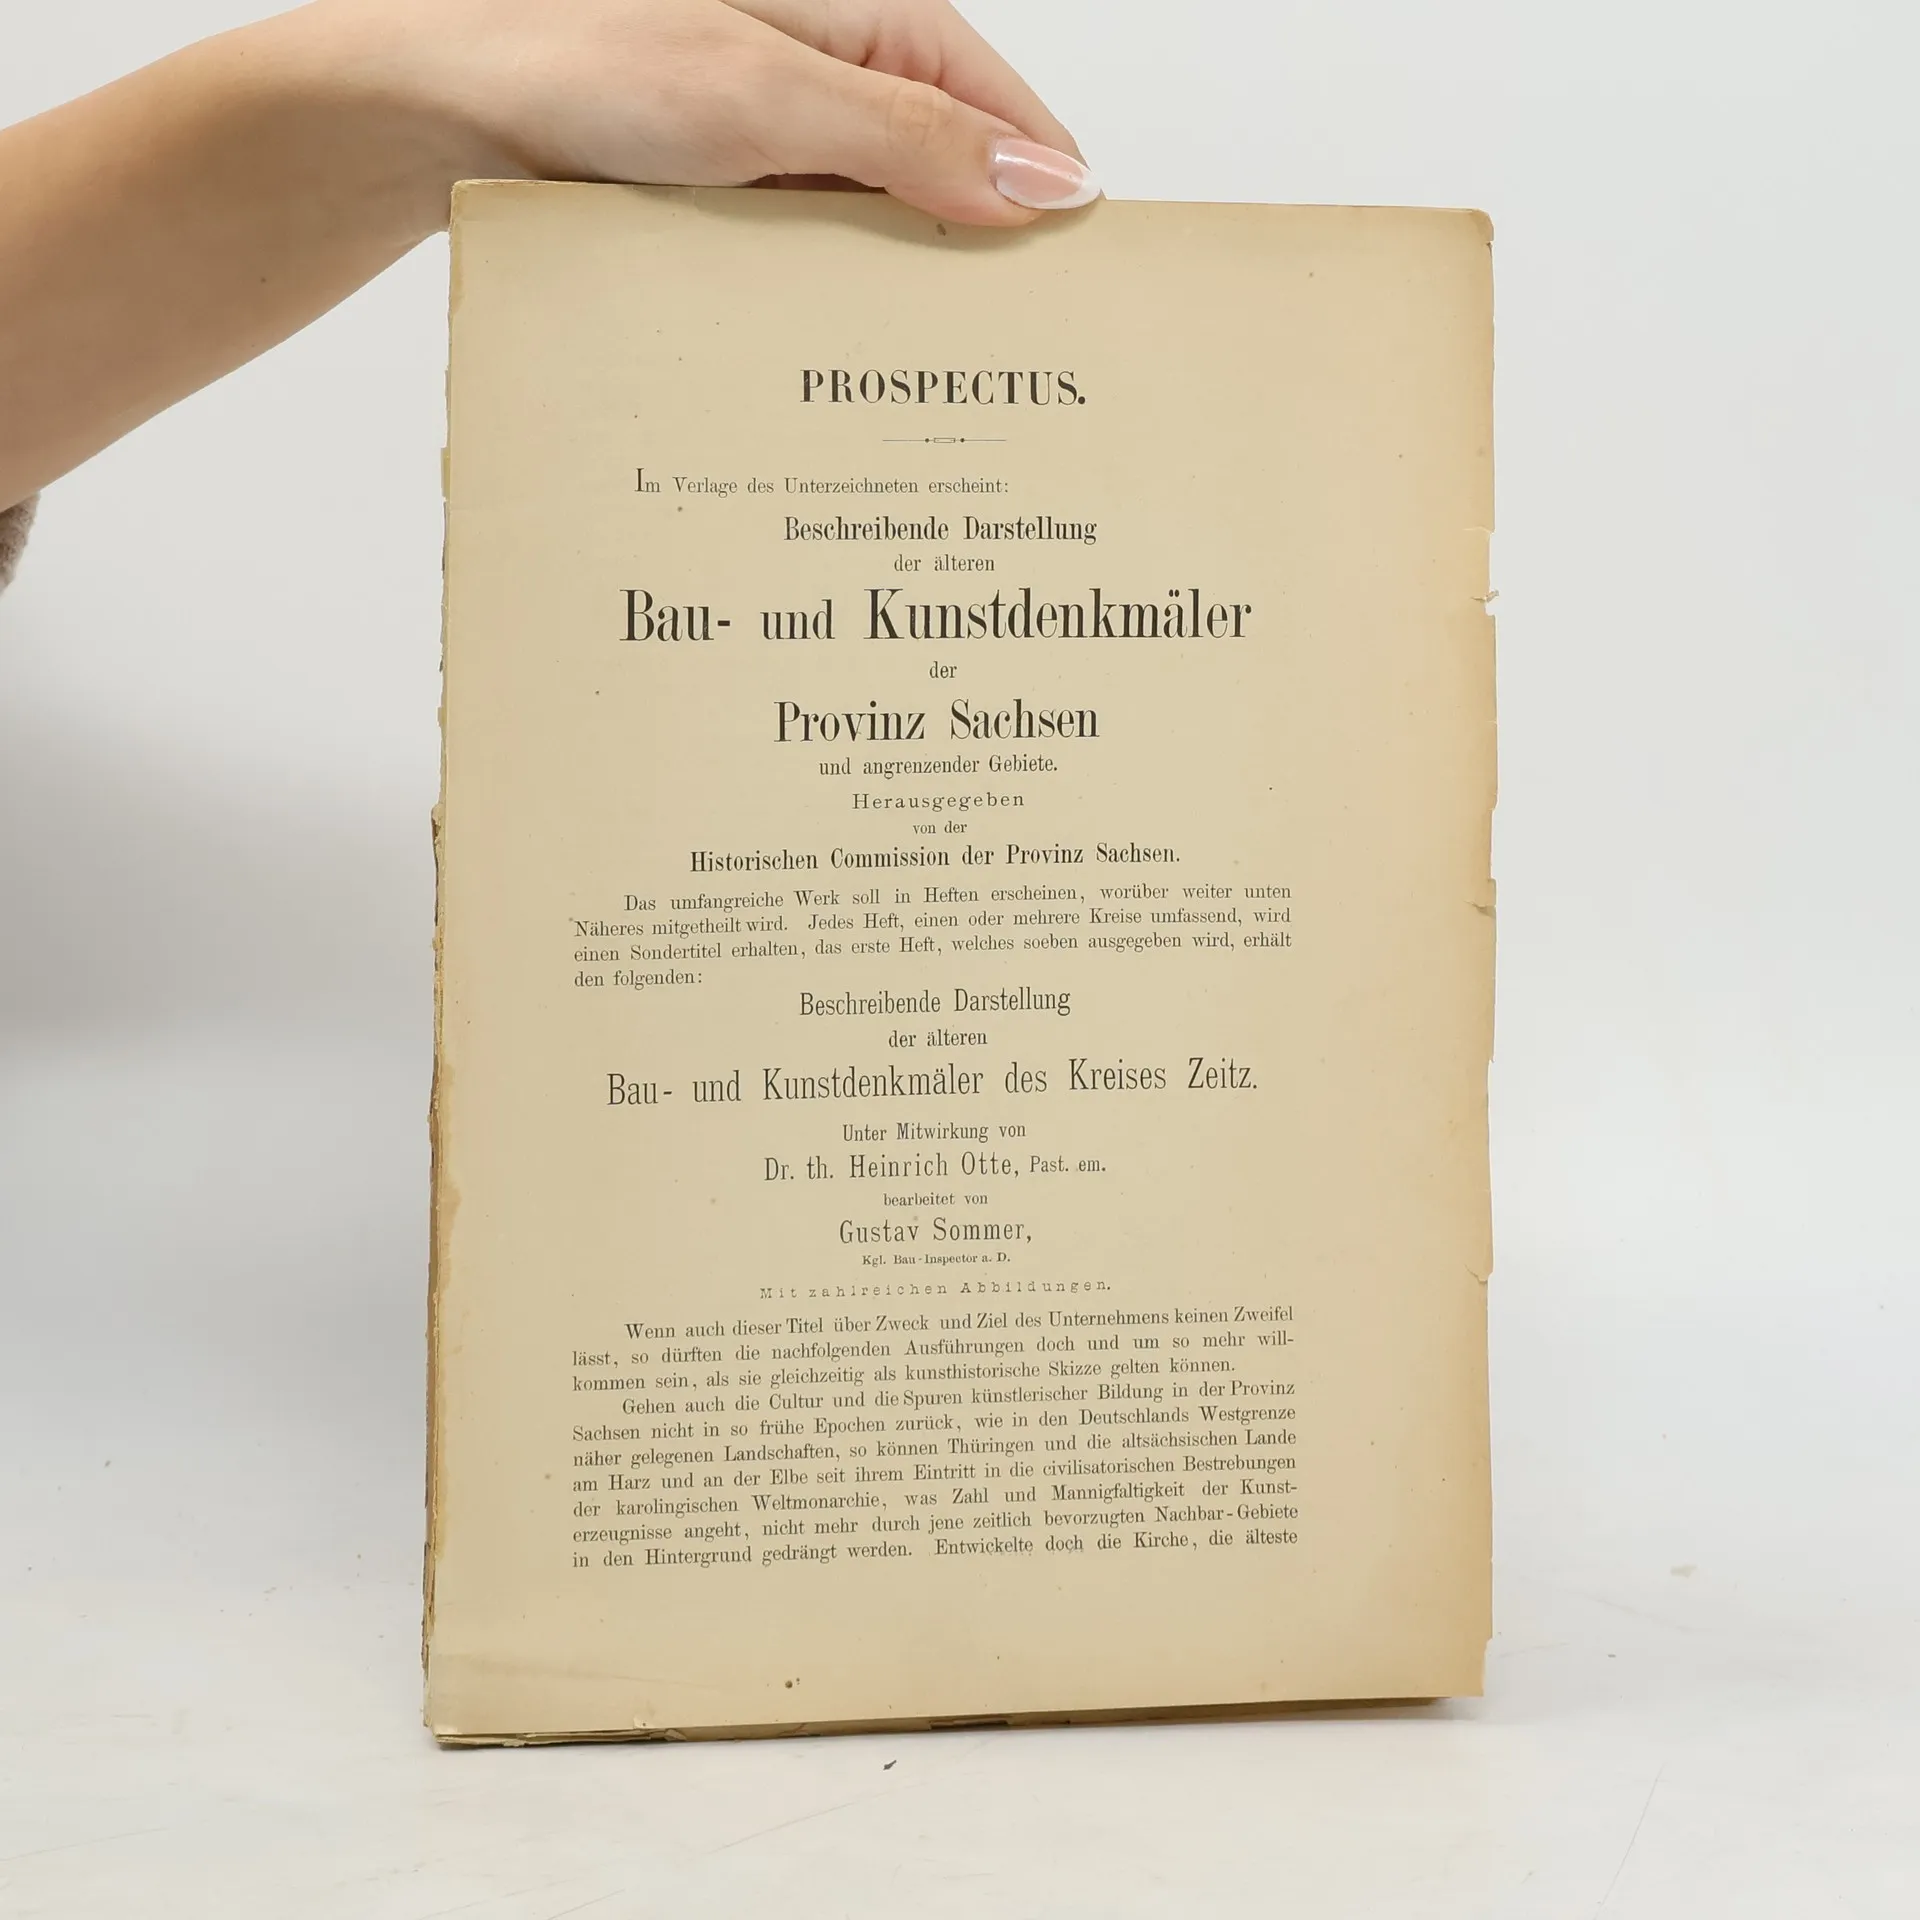 PROSPECTUS.
Im Verlage des Unterzeichneten erscheint:
Beschreibende Darstellung
der älteren
Bau- und Kunstdenkmäler
der
Provinz Sachsen
und angrenzender Gebiete.
Herausgegeben
von der
Historischen Commission der Provinz Sachsen.
Das umfangreiche Werk soll in Heften erscheinen, worüber weiter unten
Näheres mitgetheilt wird. Jedes Heft, einen oder mehrere Kreise umfassend, wird
einen Sondertitel erhalten, das erste Heft, welches soeben ausgegeben wird, erhält
den folgenden:
Beschreibende Darstellung
der älteren
Bau- und Kunstdenkmäler des Kreises Zeitz.
Unter Mitwirkung von
Dr. th. Heinrich Otte, Past. em.
bearbeitet von
Gustav Sommer,
Kgl. Bau-Inspector a. D.
Mit zahlreichen Abbildungen.
Wenn auch dieser Titel über Zweck und Ziel des Unternehmens keinen Zweifel
lässt, so dürften die nachfolgenden Ausführungen doch und um so mehr will-
kommen sein, als sie gleichzeitig als kunsthistorische Skizze gelten können.
Gehen auch die Cultur und die Spuren künstlerischer Bildung in der Provinz
Sachsen nicht in so frühe Epochen zurück, wie in den Deutschlands Westgrenze
näher gelegenen Landschaften, so können Thüringen und die altsächsischen Lande
am Harz und an der Elbe seit ihrem Eintritt in die civilisatorischen Bestrebungen
der karolingischen Weltmonarchie, was Zahl und Mannigfaltigkeit der Kunst-
erzeugnisse angeht, nicht mehr durch jene zeitlich bevorzugten Nachbar-Gebiete
in den Hintergrund gedrängt werden. Entwickelte doch die Kirche, die älteste